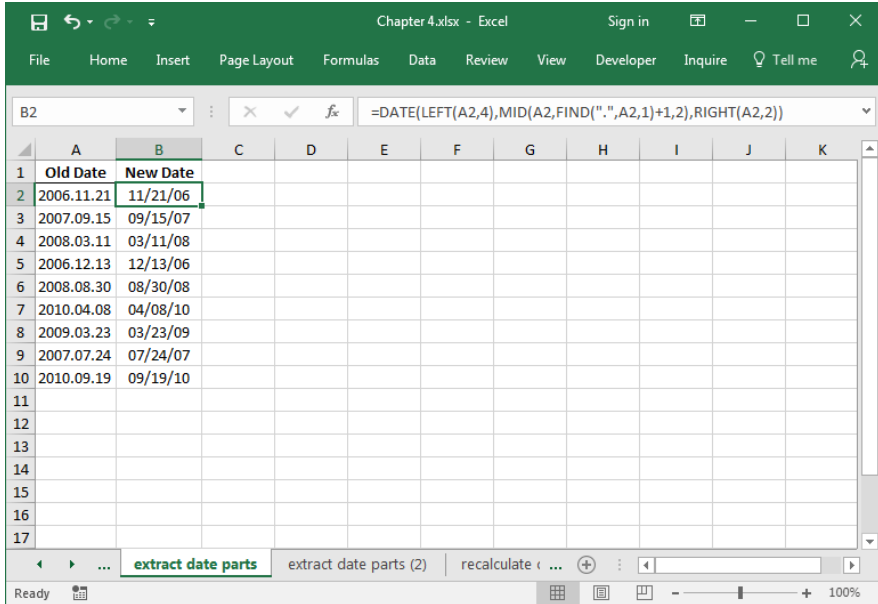 Chapter 4.xlsx - Excel Sign in
File Home Insert Page Layout Formulas Data Review View Developer Inquire Tell me
B2 fx =DATE(LEFT(A2,4),MID(A2,FIND(".",A2,1)+1,2),RIGHT(A2,2))
A B C D E F G H I J K
1 Old Date New Date
2 2006.11.21 11/21/06
3 2007.09.15 09/15/07
4 2008.03.11 03/11/08
5 2006.12.13 12/13/06
6 2008.08.30 08/30/08
7 2010.04.08 04/08/10
8 2009.03.23 03/23/09
9 2007.07.24 07/24/07
10 2010.09.19 09/19/10
11
12
13
14
15
16
17
... extract date parts extract date parts (2) recalculate ...
Ready 100%